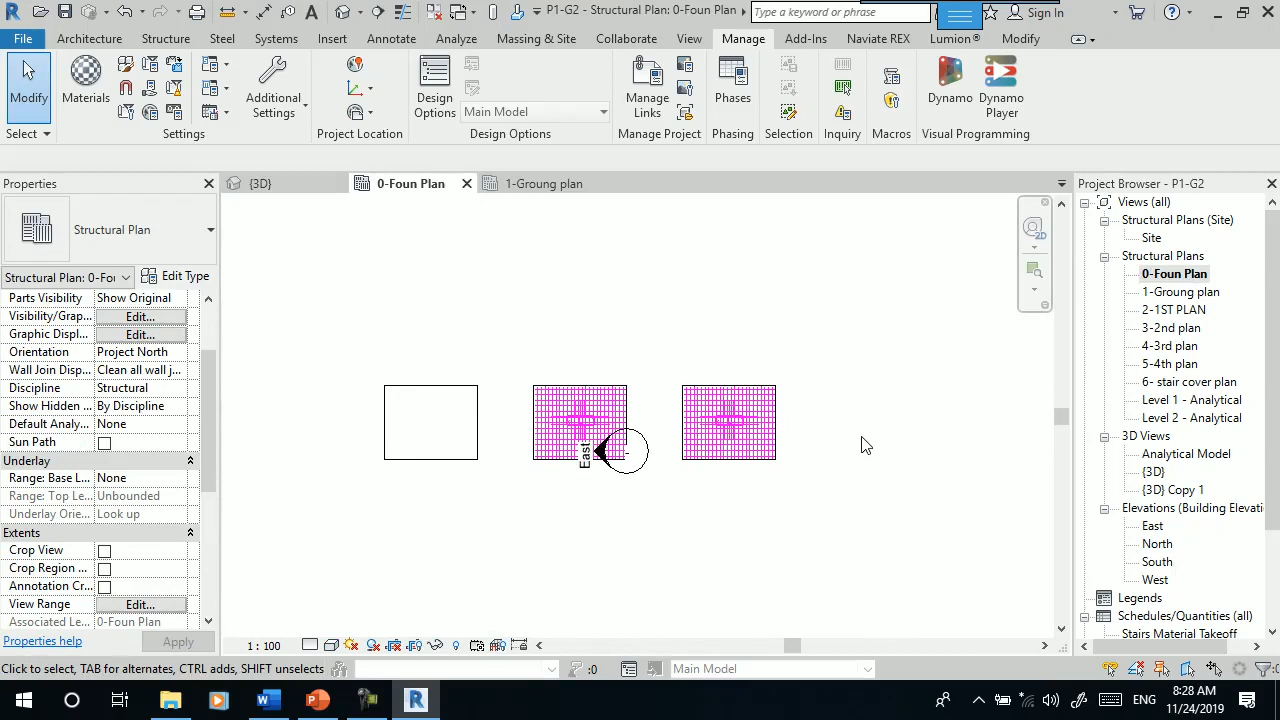 P1-G2 - Structural Plan: 0-Foun Plan
Type a keyword or phrase
Sign In
File
Architecture
Structure
Steel
Systems
Insert
Annotate
Analyze
Massing & Site
Collaborate
View
Manage
Add-Ins
Naviate REX
Lumion®
Modify
Modify
Materials
Additional
Settings
Design
Options
Main Model
Manage
Links
Phases
Dynamo
Dynamo
Player
Select
Settings
Project Location
Design Options
Manage Project
Phasing
Selection
Inquiry
Macros
Visual Programming
Properties
{3D}
0-Foun Plan
1-Groung plan
Project Browser - P1-G2
Structural Plan
Structural Plan: 0-Fo
Edit Type
Parts Visibility Show Original
Visibility/Grap... Edit...
Graphic Displ... Edit...
Orientation Project North
Wall Join Disp... Clean all wall j...
Discipline Structural
Show Hidden ... By Discipline
Default Analy... None
Sun Path
Underlay
Range: Base L... None
Range: Top Le... Unbounded
Underlay Orie... Look up
Extents
Crop View
Crop Region ...
Annotation Cr...
View Range Edit...
Associated Le... 0-Foun Plan
Properties help
Apply
2D
East
Views (all)
Structural Plans (Site)
Site
Structural Plans
0-Foun Plan
1-Groung plan
2-1ST PLAN
3-2nd plan
4-3rd plan
5-4th plan
6- stair cover plan
Level 1 - Analytical
Level 2 - Analytical
3D Views
Analytical Model
{3D}
{3D} Copy 1
Elevations (Building Elevati
East
North
South
West
Legends
Schedules/Quantities (all)
Stairs Material Takeoff
1 : 100
Click to select, TAB for alternates, CTRL adds, SHIFT unselects
:0
Main Model
:0
ENG
8:28 AM
11/24/2019